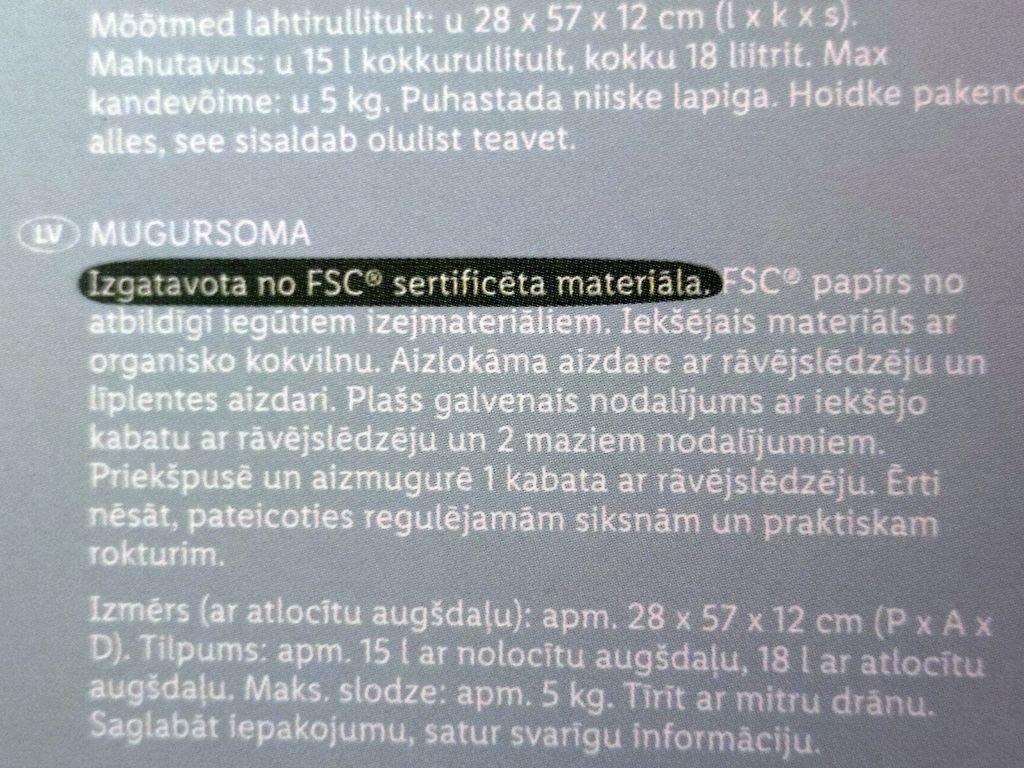 Mõõtmed lahtirullitult: u 28 x 57 x 12 cm (l x k x s).
Mahutavus: u 15 l kokkurullitult, kokku 18 liitrit. Max
kandevõime: u 5 kg. Puhastada niiske lapiga. Hoidke pakend
alles, see sisaldab olulist teavet.
LV MUGURSOMA
Izgatavota no FSC® sertificēta materiāla. FSC® papīrs no
atbildīgi iegūtiem izejmateriāliem. Iekšējais materiāls ar
organisko kokvilnu. Aizlokāma aizdare ar rāvējslēdzēju un
līplentes aizdari. Plašs galvenais nodalījums ar iekšējo
kabatu ar rāvējslēdzēju un 2 maziem nodalījumiem.
Priekšpusē un aizmugurē 1 kabata ar rāvējslēdzēju. Ērti
nēsāt, pateicoties regulējamām siksnām un praktiskam
rokturim.
Izmērs (ar atlocītu augšdaļu): apm. 28 x 57 x 12 cm (P x A x
D). Tilpums: apm. 15 l ar nolocītu augšdaļu, 18 l ar atlocītu
augšdaļu. Maks. slodze: apm. 5 kg. Tīrīt ar mitru drānu.
Saglabāt iepakojumu, satur svarīgu informāciju.